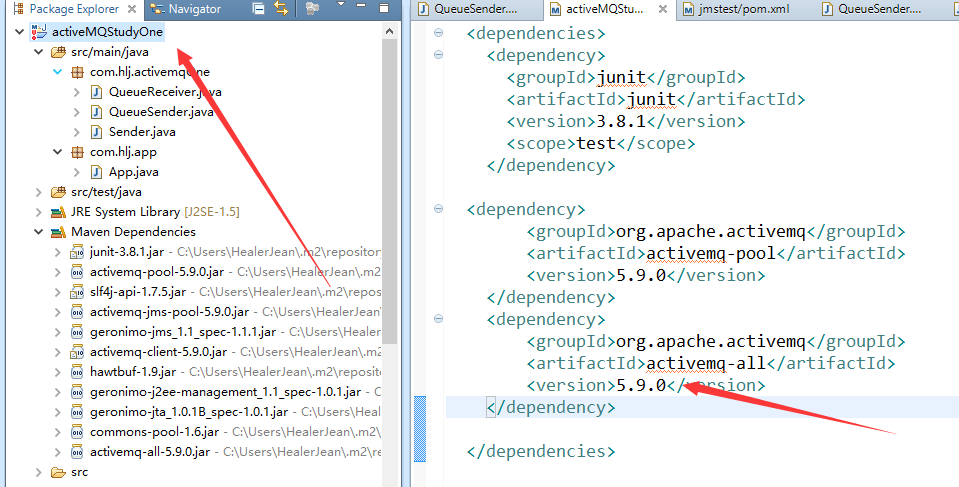 Package Explorer
Navigator
activeMQStudyOne
src/main/java
com.hlj.activemqOne
QueueReceiver.java
QueueSender.java
Sender.java
com.hlj.app
App.java
src/test/java
JRE System Library [J2SE-1.5]
Maven Dependencies
junit-3.8.1.jar - C:\Users\HealerJean\.m2\repository
activemq-pool-5.9.0.jar - C:\Users\HealerJean\.m
slf4j-api-1.7.5.jar - C:\Users\HealerJean\.m2\repos
activemq-jms-pool-5.9.0.jar - C:\Users\HealerJea
geronimo-jms_1.1_spec-1.1.1.jar - C:\Users\Heale
activemq-client-5.9.0.jar - C:\Users\HealerJean\.m
hawtbuf-1.9.jar - C:\Users\HealerJean\.m2\reposit
geronimo-j2ee-management_1.1_spec-1.0.1.jar - C
geronimo-jta_1.0.1B_spec-1.0.1.jar - C:\Users\Hea
commons-pool-1.6.jar - C:\Users\HealerJean\.m2\
activemq-all-5.9.0.jar - C:\Users\HealerJean\.m2\re
src
QueueSender....
activeMQStu...
jmstest/pom.xml
QueueSender....
<dependencies>
<dependency>
<groupId>junit</groupId>
<artifactId>junit</artifactId>
<version>3.8.1</version>
<scope>test</scope>
</dependency>
<dependency>
<groupId>org.apache.activemq</groupId>
<artifactId>activemq-pool</artifactId>
<version>5.9.0</version>
</dependency>
<dependency>
<groupId>org.apache.activemq</groupId>
<artifactId>activemq-all</artifactId>
<version>5.9.0</version>
</dependency>
</dependencies>